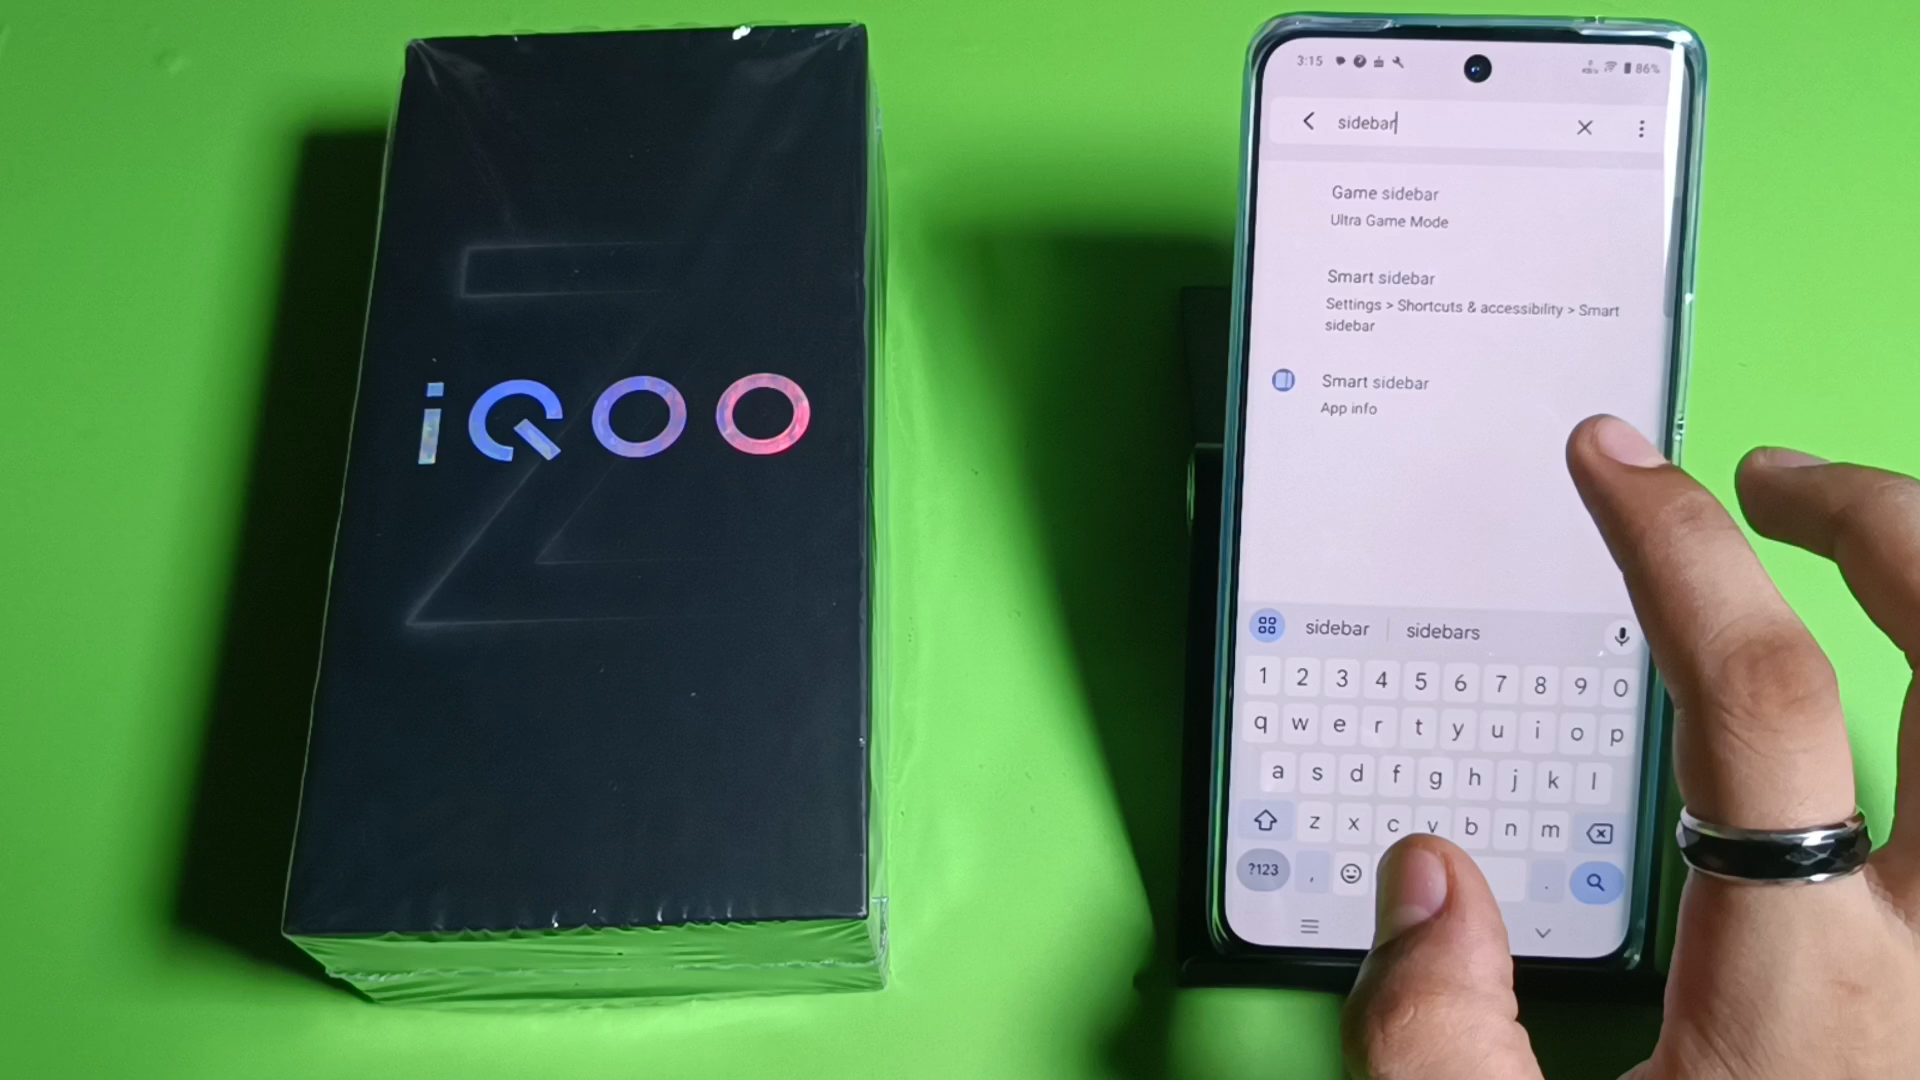 iQOO
Z
3:15
86%
sidebar
Game sidebar
Ultra Game Mode
Smart sidebar
Settings > Shortcuts & accessibility > Smart
sidebar
Smart sidebar
App info
sidebar sidebars
1 2 3 4 5 6 7 8 9 0
q w e r t y u i o p
a s d f g h j k l
z x c v b n m
?123 , .